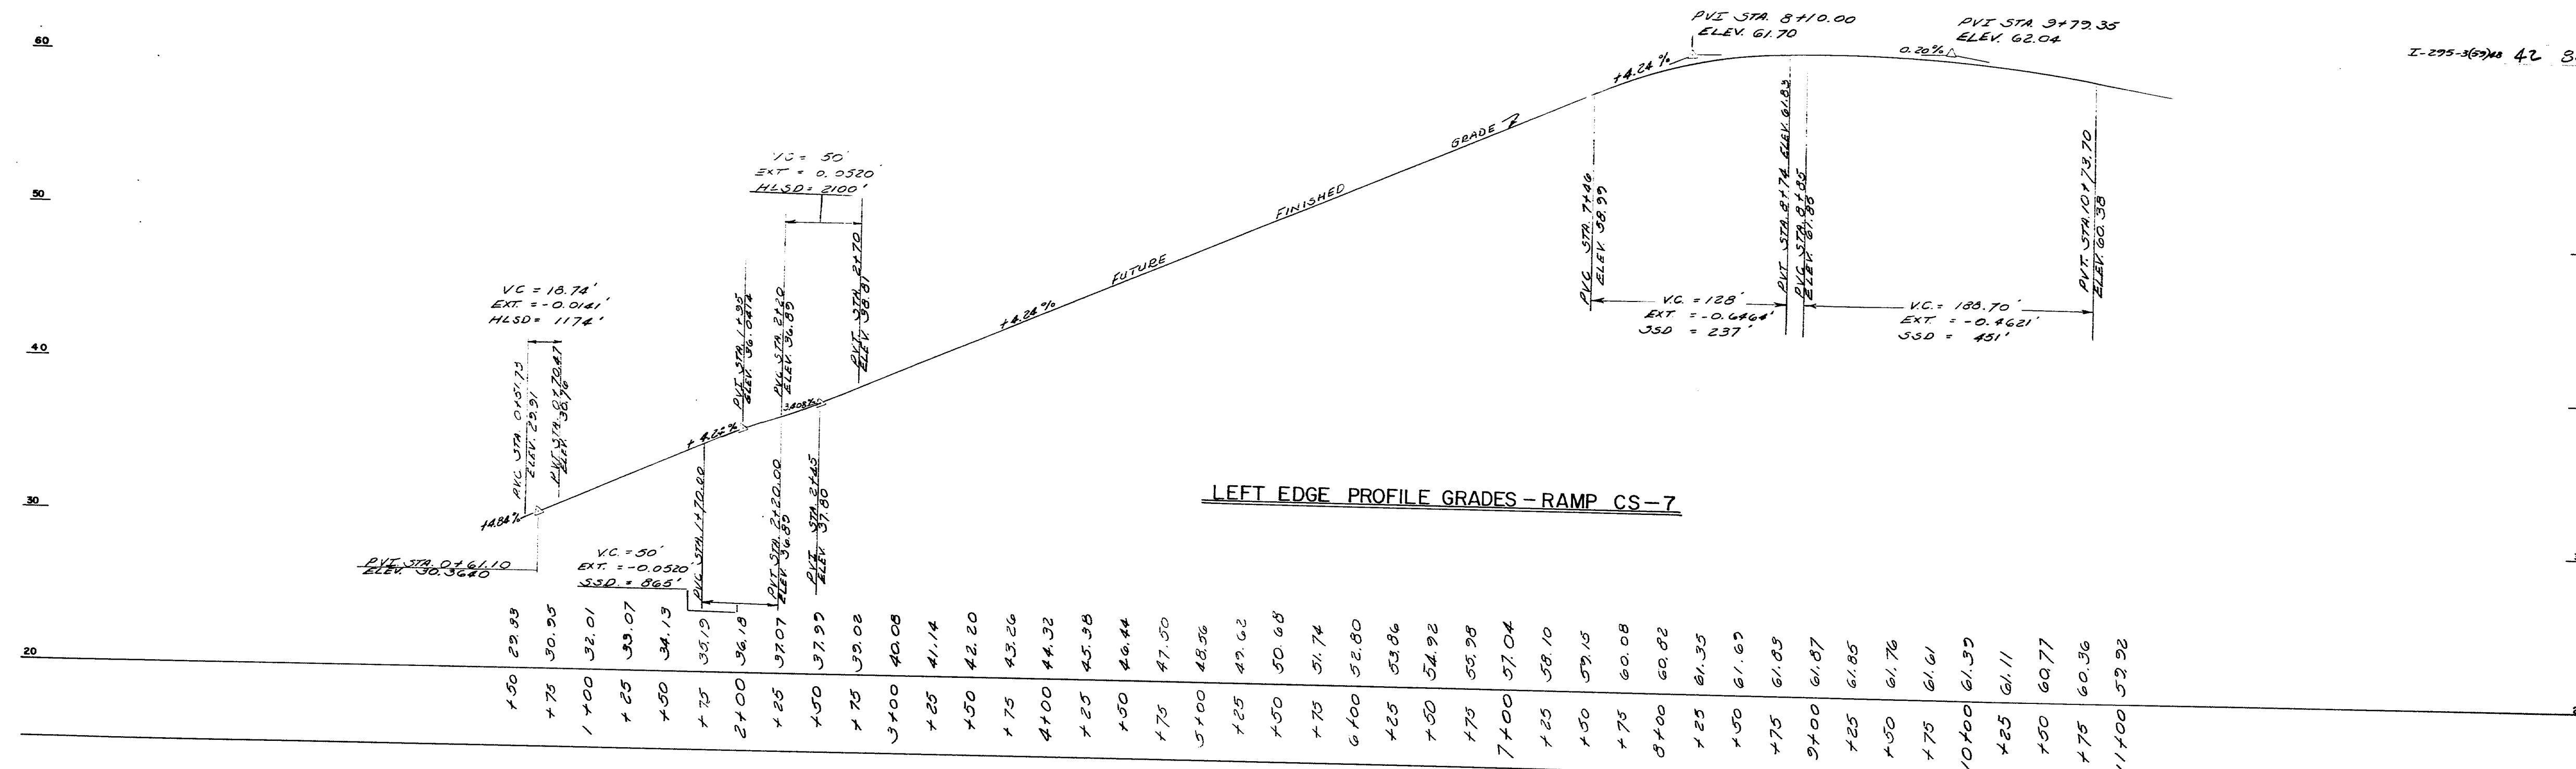 60
50
40
30
20
PVI STA. 8+10.00
ELEV. 61.70
PVI STA. 9+79.35
ELEV. 62.04
I-295-3(59)48 42
+4.24%
0.20%
GRADE
FINISHED
FUTURE
+4.24%
V.C = 50'
EXT = 0.0520'
HLSD = 2100'
V.C = 18.74'
EXT. = -0.0141'
HLSD = 1174'
PVC STA. 0+51.73
ELEV. 29.91
PVT STA. 0+70.47
ELEV. 30.76
PVI STA. 1+95
ELEV. 36.0414
PVC STA. 2+20
ELEV. 36.89
PVT STA. 2+70
ELEV. 38.87
PVC STA. 7+46
ELEV. 58.99
PVT STA. 8+74 ELEV. 61.83
PVC STA. 8+85
ELEV. 61.85
PVT. STA. 10+73.70
ELEV. 60.38
V.C. = 128'
EXT = -0.6464'
SSD = 237'
V.C. = 188.70'
EXT = -0.4621'
SSD = 451'
+4.84%
+4.24%
3.408%
PVI STA. 0+61.10
ELEV. 30.3640
V.C. = 50'
EXT. = -0.0520'
SSD. = 865'
PVC STA. 1+70.00
PVT STA. 2+20.00
ELEV. 36.89
PVI STA. 2+45
ELEV. 37.80
LEFT EDGE PROFILE GRADES - RAMP CS-7
29.83 30.95 32.01 33.07 34.13 35.19 36.18 37.07 37.99 39.02 40.08 41.14 42.20 43.26 44.32 45.38 46.44 47.50 48.56 49.62 50.68 51.74 52.80 53.86 54.92 55.98 57.04 58.10 59.15 60.08 60.82 61.35 61.69 61.83 61.87 61.85 61.76 61.61 61.39 61.11 60.77 60.36 59.92
+50 +75 1+00 +25 +50 +75 2+00 +25 +50 +75 3+00 +25 +50 +75 4+00 +25 +50 +75 5+00 +25 +50 +75 6+00 +25 +50 +75 7+00 +25 +50 +75 8+00 +25 +50 +75 9+00 +25 +50 +75 10+00 +25 +50 +75 11+00